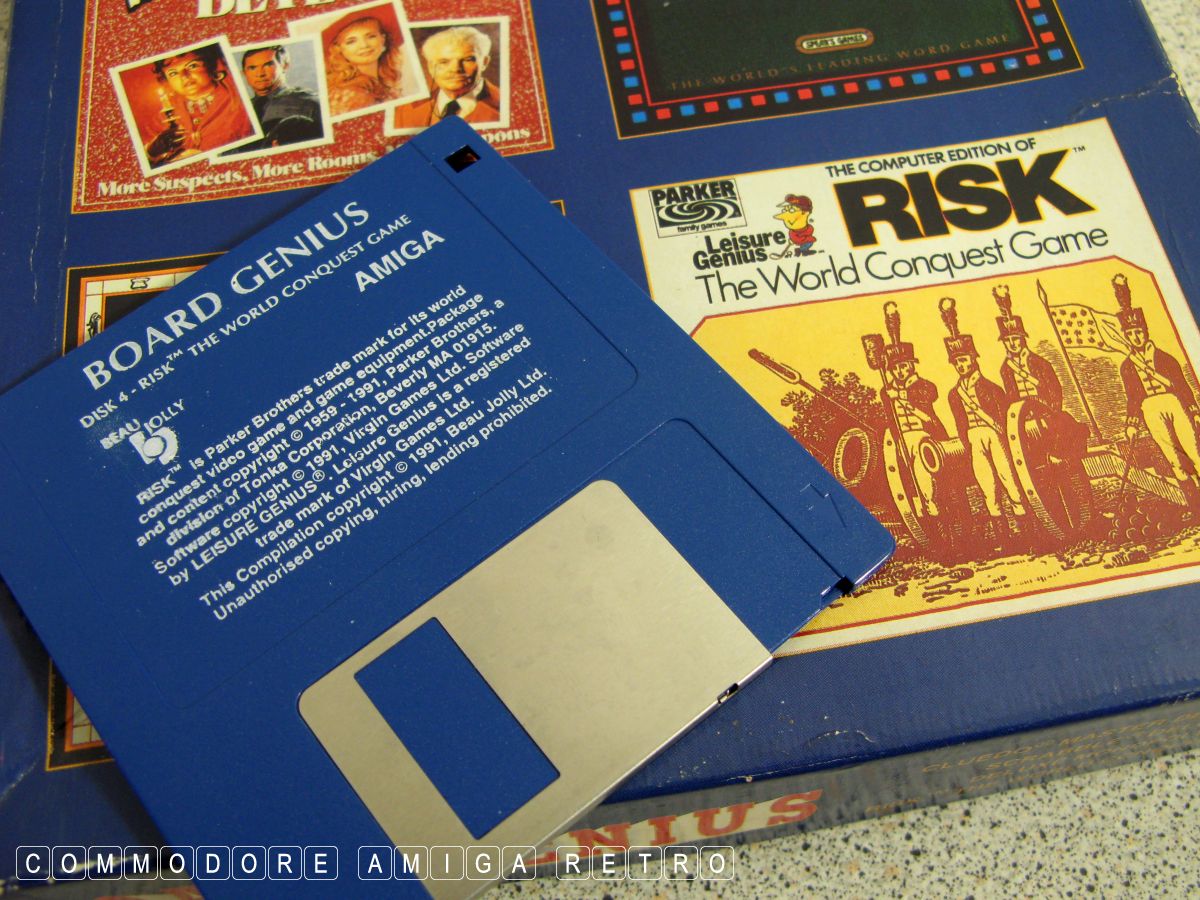 More Suspects, More Rooms,
SPEAR'S GAMES
THE WORLD'S LEADING WORD GAME
THE COMPUTER EDITION OF
RISK™
PARKER
family games
Leisure
Genius
The World Conquest Game
BOARD GENIUS
DISK 4 - RISK™ THE WORLD CONQUEST GAME
AMIGA
BEAU JOLLY
RISK™ is Parker Brothers trade mark for its world
conquest video game and game equipment.Package
and content copyright © 1959 - 1991, Parker Brothers, a
division of Tonka Corporation, Beverly MA 01915.
Software copyright © 1991, Virgin Games Ltd. Software
by LEISURE GENIUS®. Leisure Genius is a registered
trade mark of Virgin Games Ltd.
This Compilation copyright © 1991, Beau Jolly Ltd.
Unauthorised copying, hiring, lending prohibited.
NIUS
COMMODORE AMIGA RETRO